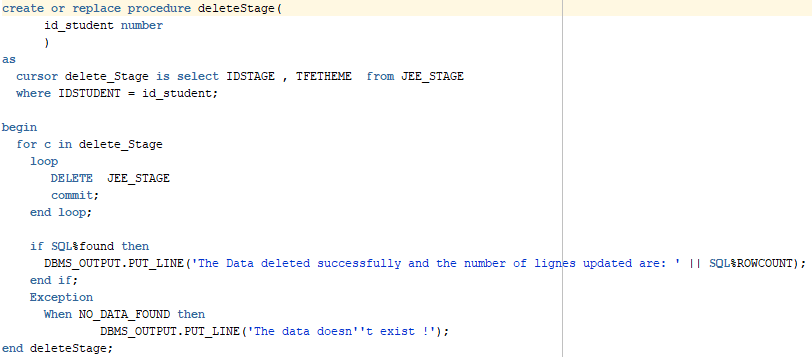 create or replace procedure deleteStage(
id_student number
)
as
cursor delete_Stage is select IDSTAGE , TFETHEME from JEE_STAGE
where IDSTUDENT = id_student;
begin
for c in delete_Stage
loop
DELETE JEE_STAGE
commit;
end loop;
if SQL%found then
DBMS_OUTPUT.PUT_LINE('The Data deleted successfully and the number of lignes updated are: ' || SQL%ROWCOUNT);
end if;
Exception
When NO_DATA_FOUND then
DBMS_OUTPUT.PUT_LINE('The data doesn''t exist !');
end deleteStage;